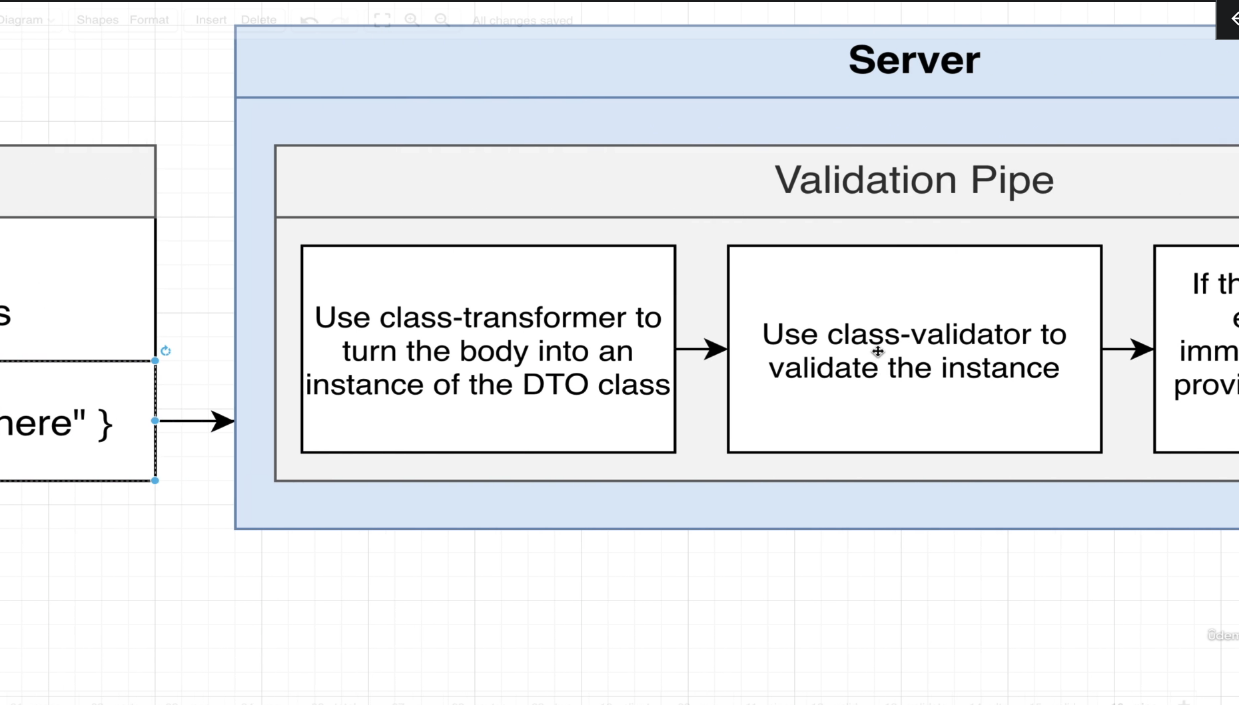 Diagram Shapes Format Insert Delete All changes saved
Server
Validation Pipe
s
here" }
Use class-transformer to
turn the body into an
instance of the DTO class
Use class-validator to
validate the instance
If th
e
imm
provi
ûdem